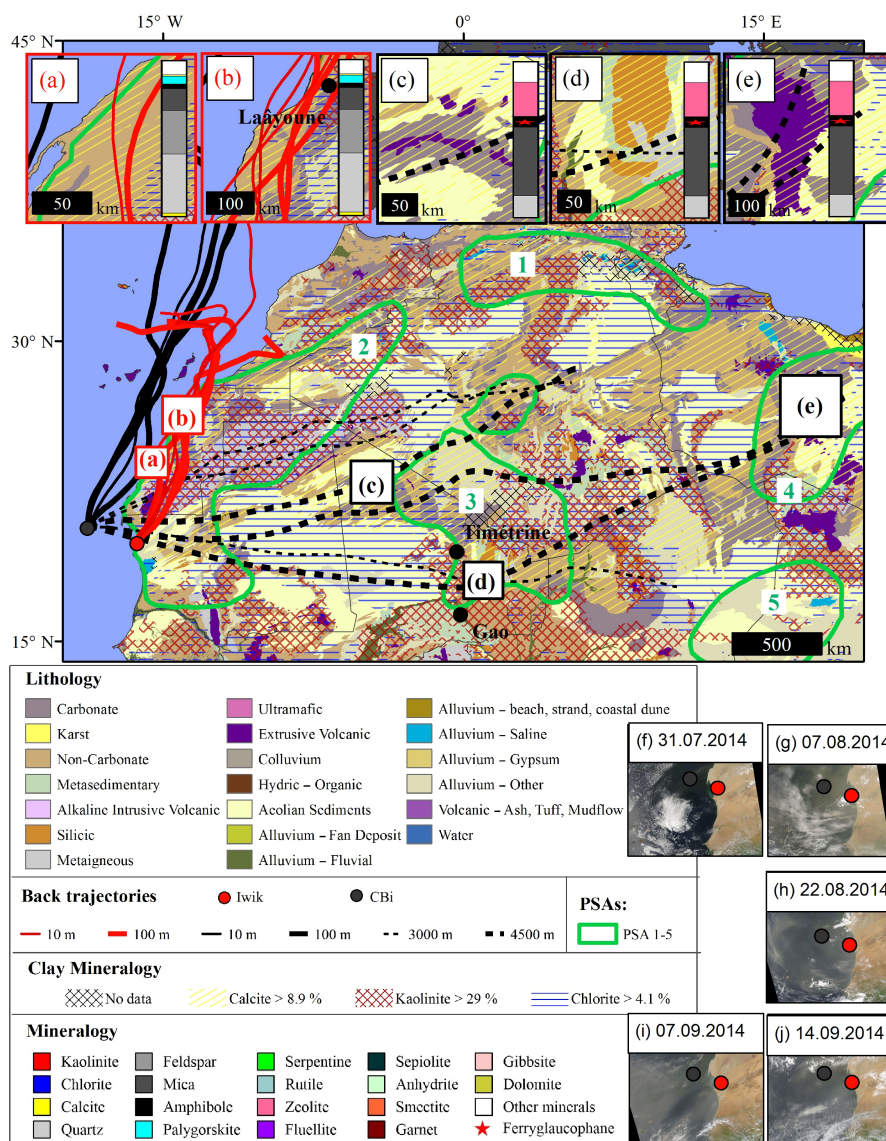 15° W 0° 15° E
45° N
(a) (b) (c) (d) (e)
Laâyoune
50 km 100 km 50 km 50 km 100 km
1
30° N
2
(b)
(e)
(a)
(c)
3
4
Timétrine
(d)
5
Gao
15° N
500 km
Lithology
Carbonate Ultramafic Alluvium – beach, strand, coastal dune
Karst Extrusive Volcanic Alluvium – Saline
Non-Carbonate Colluvium Alluvium – Gypsum
Metasedimentary Hydric – Organic Alluvium – Other
Alkaline Intrusive Volcanic Aeolian Sediments Volcanic – Ash, Tuff, Mudflow
Silicic Alluvium – Fan Deposit Water
Metaigneous Alluvium – Fluvial
(f) 31.07.2014 (g) 07.08.2014
Back trajectories Iwik CBi PSAs:
10 m 100 m 10 m 100 m 3000 m 4500 m PSA 1-5
(h) 22.08.2014
Clay Mineralogy
No data Calcite > 8.9 % Kaolinite > 29 % Chlorite > 4.1 %
Mineralogy
(i) 07.09.2014 (j) 14.09.2014
Kaolinite Feldspar Serpentine Sepiolite Gibbsite
Chlorite Mica Rutile Anhydrite Dolomite
Calcite Amphibole Zeolite Smectite Other minerals
Quartz Palygorskite Fluellite Garnet Ferryglaucophane